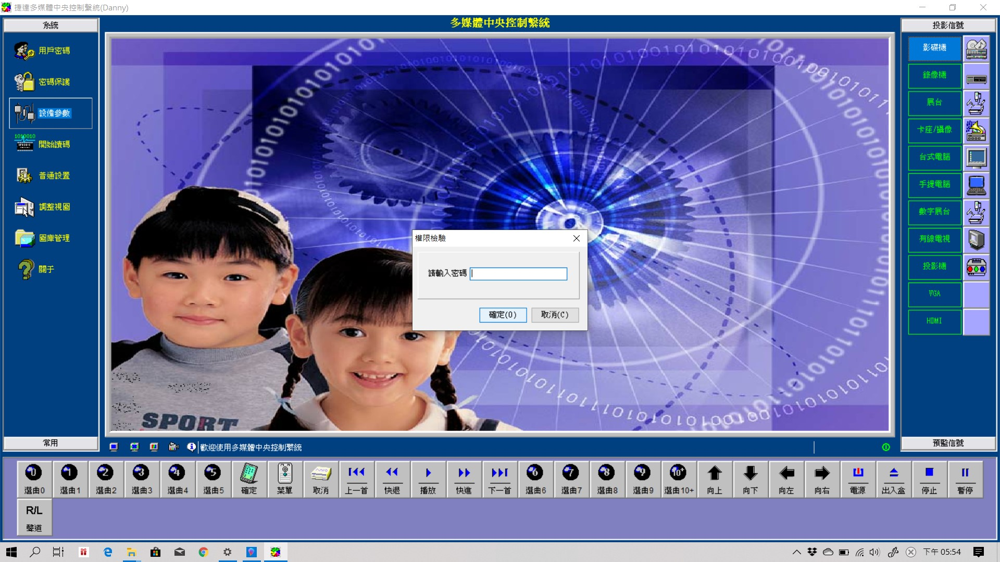 捷達多媒體中央控制繫統(Danny)
系統
用戶密碼
密碼保護
設備參數
1010010
開始讀碼
普通設置
調整視圖
圖庫管理
關于
常用
多媒體中央控制繫統
SPORT
權限檢驗
請輸入密碼
確定(O)
取消(C)
歡迎使用多媒體中央控制繫統
投影信號
影碟機
錄像機
展台
卡座/攝像
台式電腦
手提電腦
數字展台
有線電視
投影機
VGA
HDMI
預監信號
選曲0
選曲1
選曲2
選曲3
選曲4
選曲5
確定
菜單
取消
上一首
快退
播放
快進
下一首
選曲6
選曲7
選曲8
選曲9
選曲10+
向上
向下
向左
向右
電源
出入盒
停止
暫停
R/L
聲道
下午 05:54